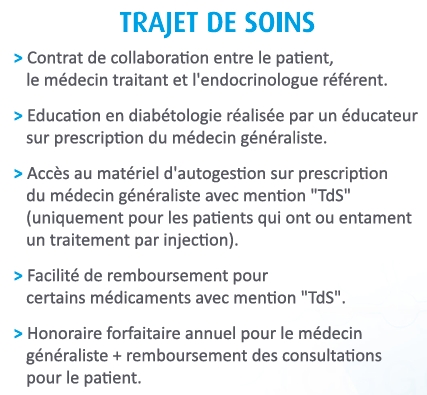 TRAJET DE SOINS
> Contrat de collaboration entre le patient,
le médecin traitant et l'endocrinologue référent.
> Education en diabétologie réalisée par un éducateur
sur prescription du médecin généraliste.
> Accès au matériel d'autogestion sur prescription
du médecin généraliste avec mention "TdS"
(uniquement pour les patients qui ont ou entament
un traitement par injection).
> Facilité de remboursement pour
certains médicaments avec mention "TdS".
> Honoraire forfaitaire annuel pour le médecin
généraliste + remboursement des consultations
pour le patient.